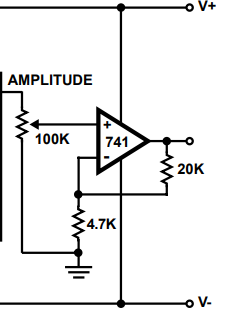 V+
AMPLITUDE
+
100K
741
-
20K
4.7K
V-